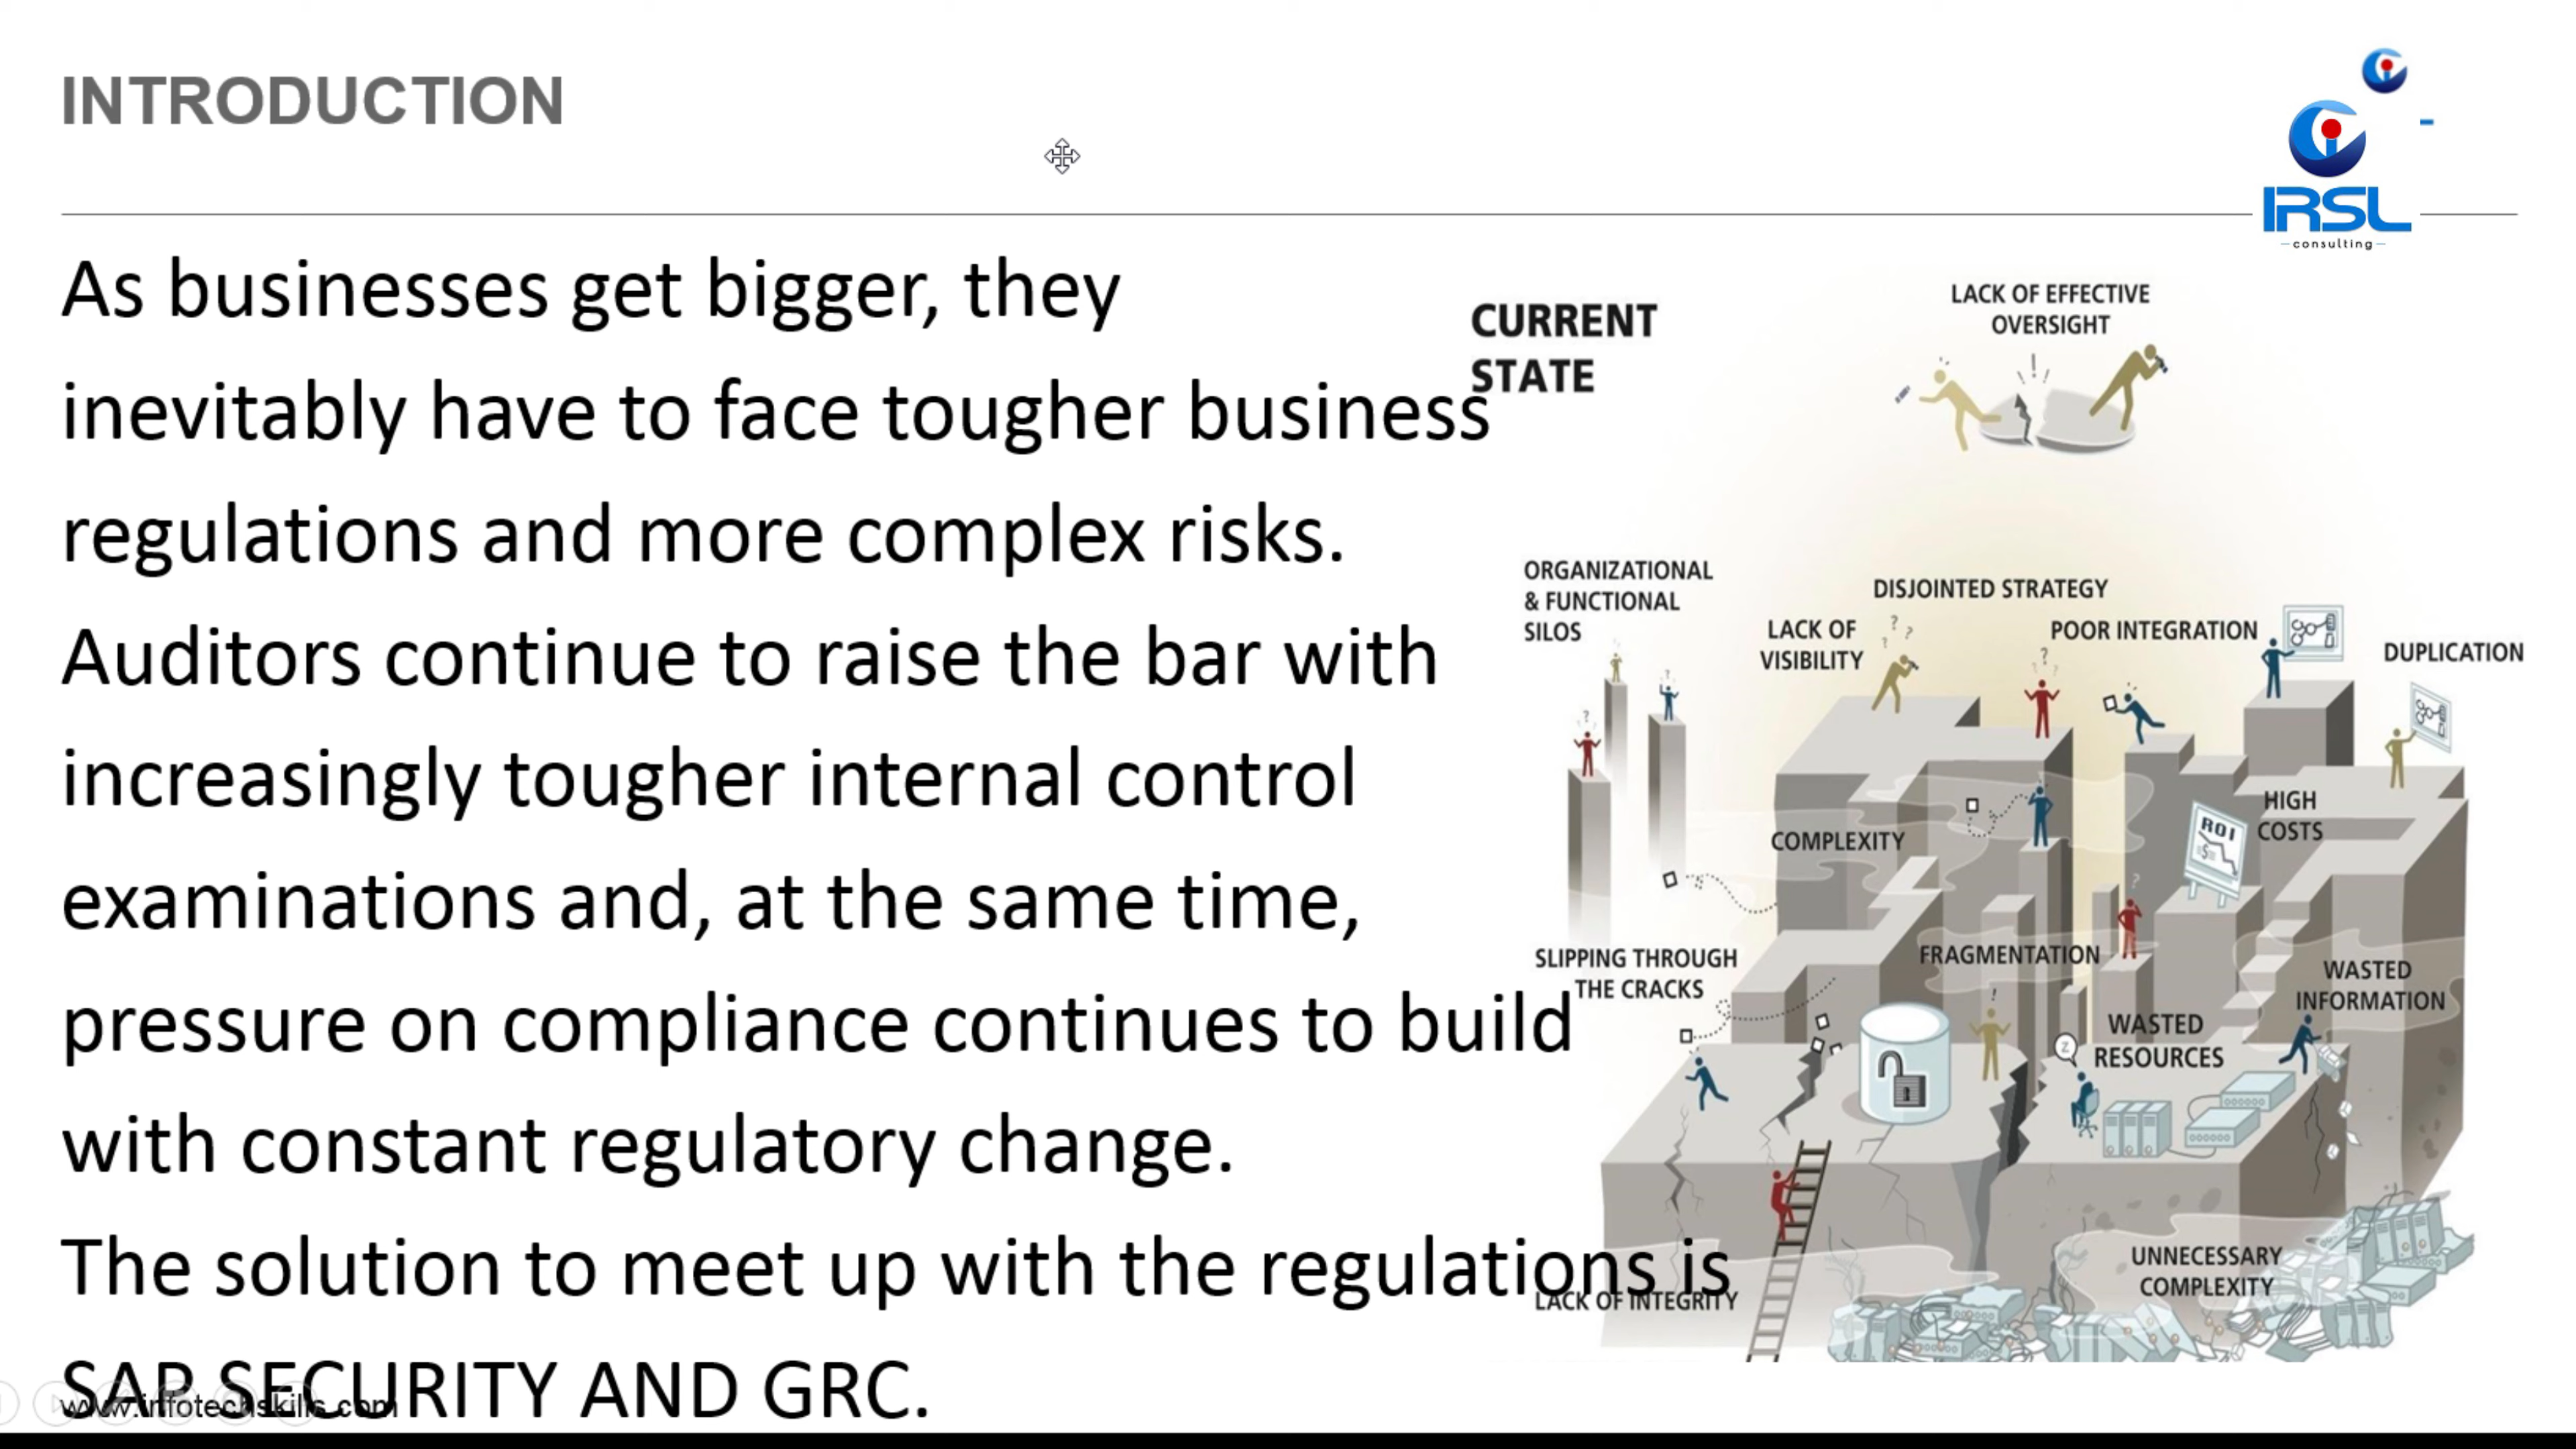 INTRODUCTION
IRSL
consulting
As businesses get bigger, they
inevitably have to face tougher business
regulations and more complex risks.
Auditors continue to raise the bar with
increasingly tougher internal control
examinations and, at the same time,
pressure on compliance continues to build
with constant regulatory change.
The solution to meet up with the regulations is
SAP SECURITY AND GRC.
www.infotechskills.com
CURRENT
STATE
LACK OF EFFECTIVE
OVERSIGHT
ORGANIZATIONAL
& FUNCTIONAL
SILOS
LACK OF
VISIBILITY
DISJOINTED STRATEGY
POOR INTEGRATION
DUPLICATION
HIGH
COSTS
ROI
$
COMPLEXITY
SLIPPING THROUGH
THE CRACKS
FRAGMENTATION
WASTED
INFORMATION
WASTED
RESOURCES
Z
UNNECESSARY
COMPLEXITY
LACK OF INTEGRITY